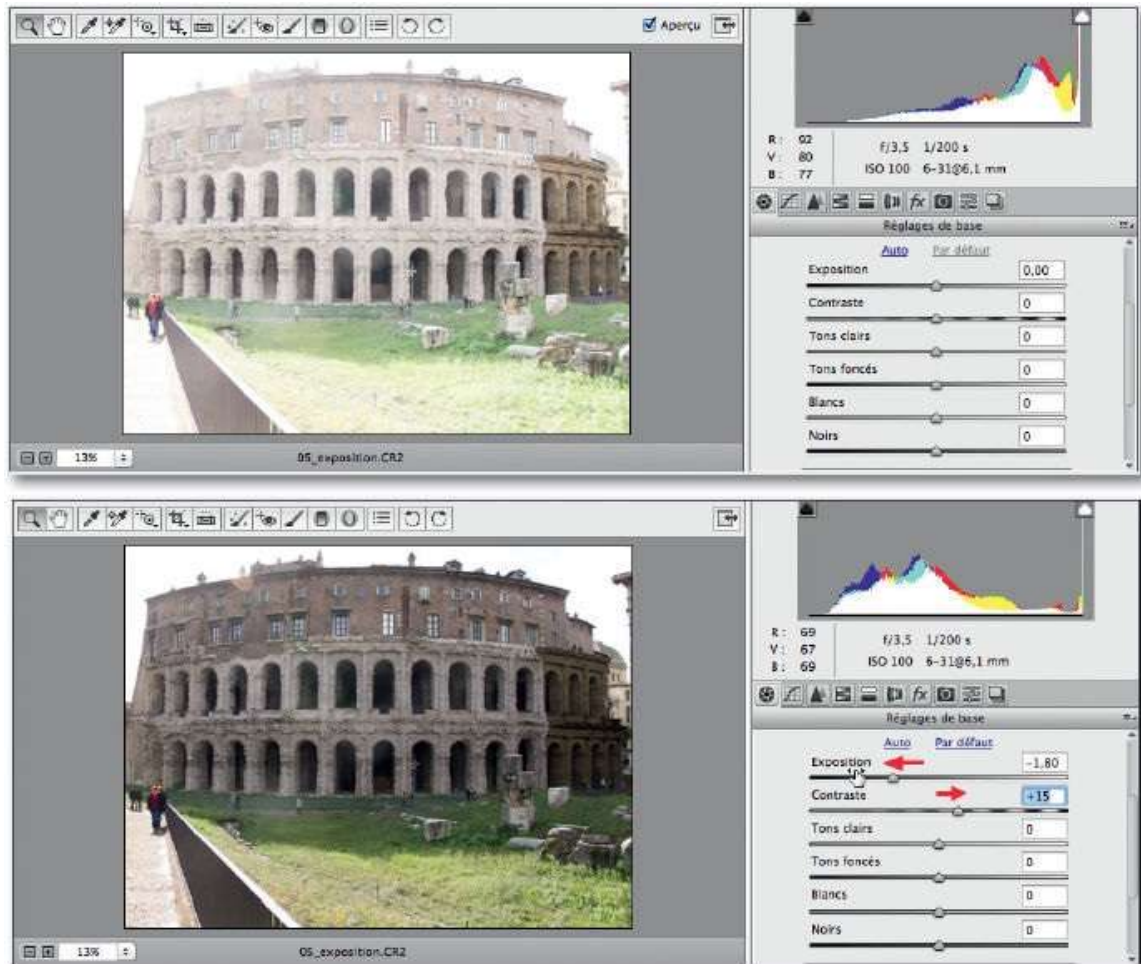 Aperçu
R: 92
V: 80
B: 77
f/3,5 1/200 s
ISO 100 6-31@6,1 mm
fx
Réglages de base
Auto Par défaut
Exposition 0,00
Contraste 0
Tons clairs 0
Tons foncés 0
Blancs 0
Noirs 0
13% 05_exposition.CR2
R: 69
V: 67
B: 69
f/3,5 1/200 s
ISO 100 6-31@6,1 mm
fx
Réglages de base
Auto Par défaut
Exposition -1,80
Contraste +15
Tons clairs 0
Tons foncés 0
Blancs 0
Noirs 0
13% 05_exposition.CR2